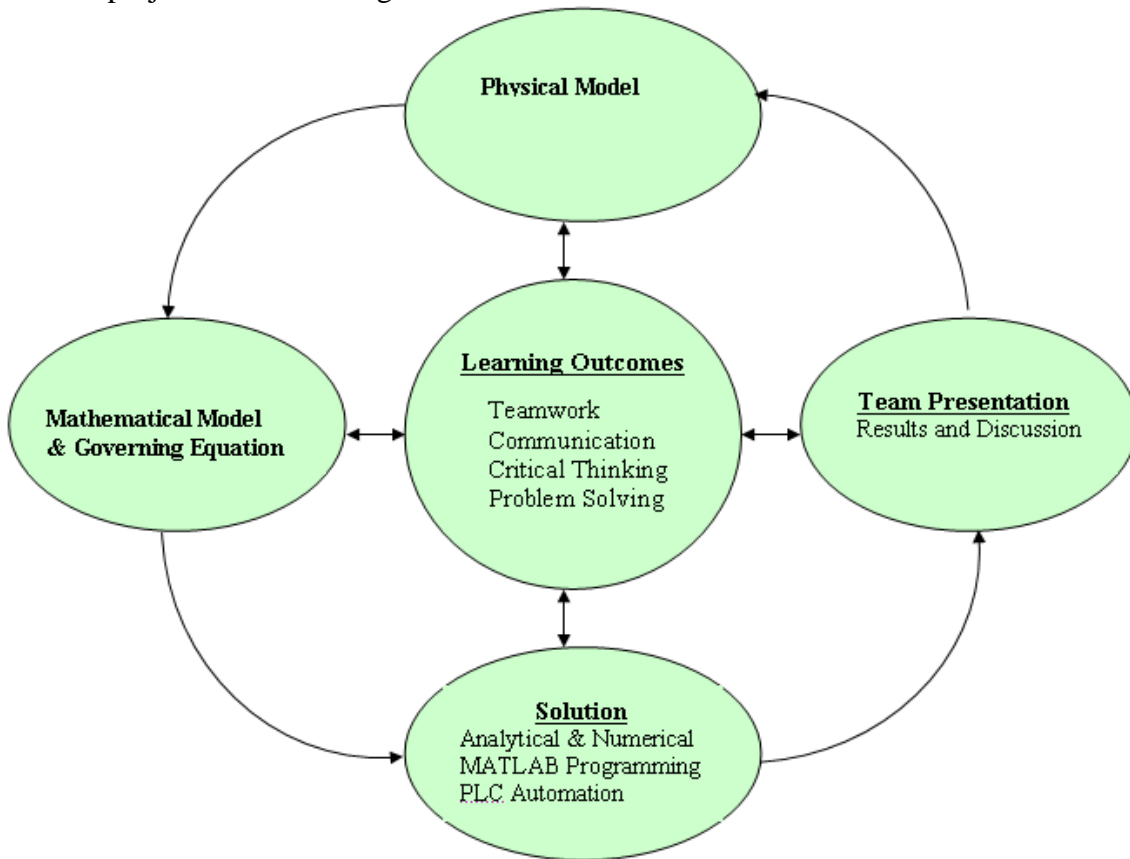 Physical Model
Learning Outcomes
Teamwork
Communication
Critical Thinking
Problem Solving
Mathematical Model
& Governing Equation
Team Presentation
Results and Discussion
Solution
Analytical & Numerical
MATLAB Programming
PLC Automation